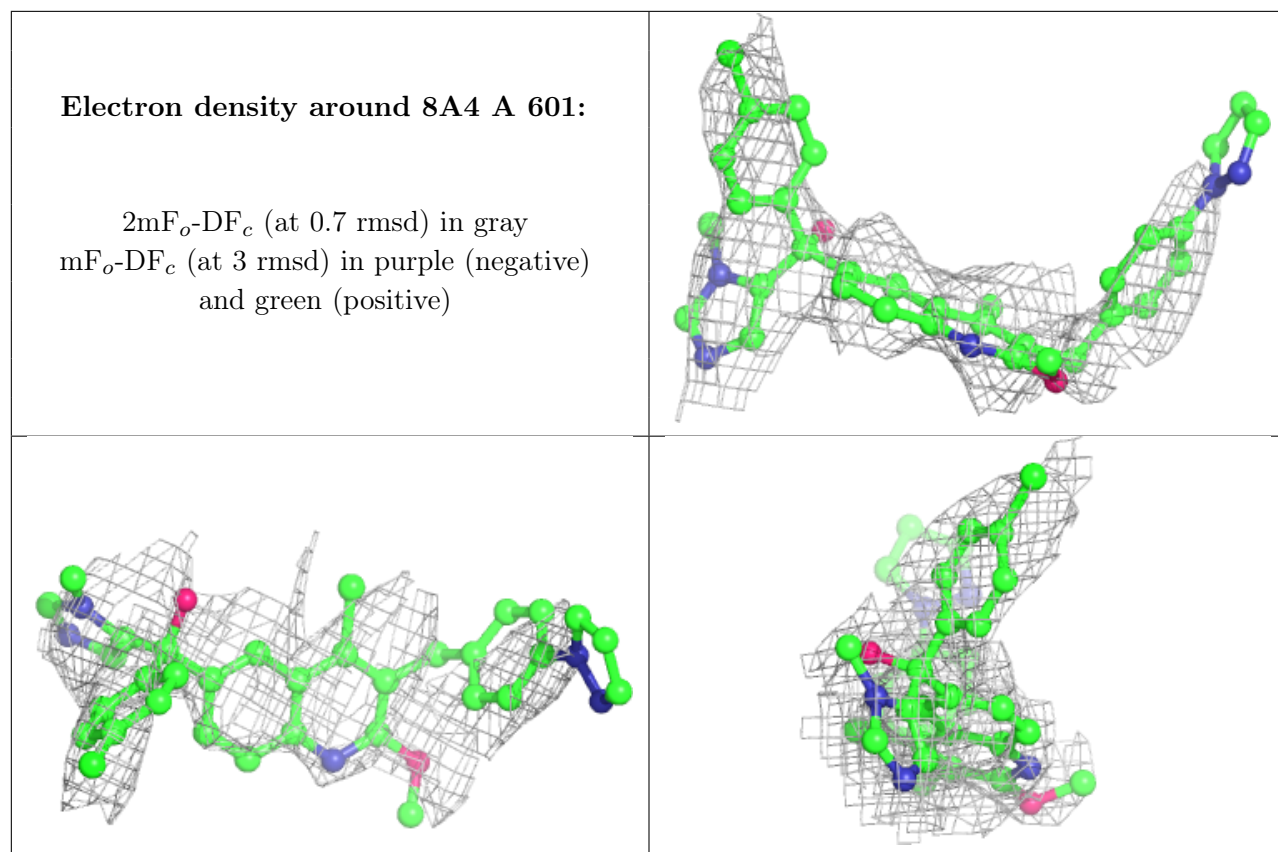 Electron density around 8A4 A 601:
2mFo-DFc (at 0.7 rmsd) in gray
mFo-DFc (at 3 rmsd) in purple (negative)
and green (positive)